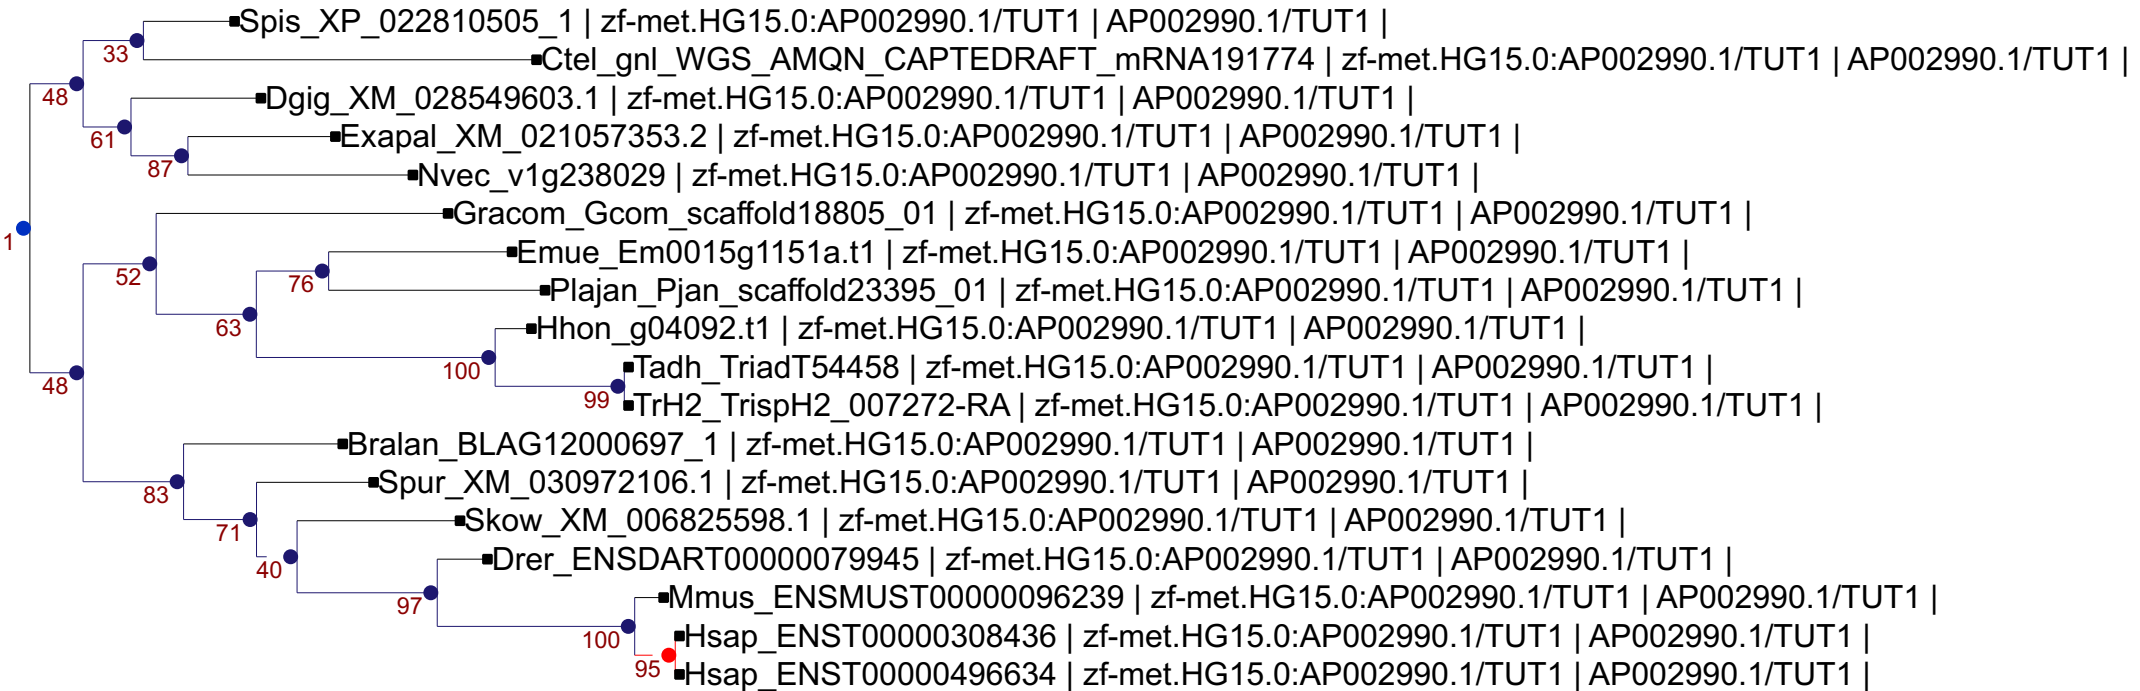 Spis_XP_022810505_1 | zf-met.HG15.0:AP002990.1/TUT1 | AP002990.1/TUT1 |
33
Ctel_gnl_WGS_AMQN_CAPTEDRAFT_mRNA191774 | zf-met.HG15.0:AP002990.1/TUT1 | AP002990.1/TUT1 |
48
Dgig_XM_028549603.1 | zf-met.HG15.0:AP002990.1/TUT1 | AP002990.1/TUT1 |
61
Exapal_XM_021057353.2 | zf-met.HG15.0:AP002990.1/TUT1 | AP002990.1/TUT1 |
87
Nvec_v1g238029 | zf-met.HG15.0:AP002990.1/TUT1 | AP002990.1/TUT1 |
Gracom_Gcom_scaffold18805_01 | zf-met.HG15.0:AP002990.1/TUT1 | AP002990.1/TUT1 |
1
Emue_Em0015g1151a.t1 | zf-met.HG15.0:AP002990.1/TUT1 | AP002990.1/TUT1 |
52
76
Plajan_Pjan_scaffold23395_01 | zf-met.HG15.0:AP002990.1/TUT1 | AP002990.1/TUT1 |
63
Hhon_g04092.t1 | zf-met.HG15.0:AP002990.1/TUT1 | AP002990.1/TUT1 |
100
Tadh_TriadT54458 | zf-met.HG15.0:AP002990.1/TUT1 | AP002990.1/TUT1 |
48
99
TrH2_TrispH2_007272-RA | zf-met.HG15.0:AP002990.1/TUT1 | AP002990.1/TUT1 |
Bralan_BLAG12000697_1 | zf-met.HG15.0:AP002990.1/TUT1 | AP002990.1/TUT1 |
83
Spur_XM_030972106.1 | zf-met.HG15.0:AP002990.1/TUT1 | AP002990.1/TUT1 |
71
Skow_XM_006825598.1 | zf-met.HG15.0:AP002990.1/TUT1 | AP002990.1/TUT1 |
40
Drer_ENSDART00000079945 | zf-met.HG15.0:AP002990.1/TUT1 | AP002990.1/TUT1 |
97
Mmus_ENSMUST00000096239 | zf-met.HG15.0:AP002990.1/TUT1 | AP002990.1/TUT1 |
100
Hsap_ENST00000308436 | zf-met.HG15.0:AP002990.1/TUT1 | AP002990.1/TUT1 |
95
Hsap_ENST00000496634 | zf-met.HG15.0:AP002990.1/TUT1 | AP002990.1/TUT1 |